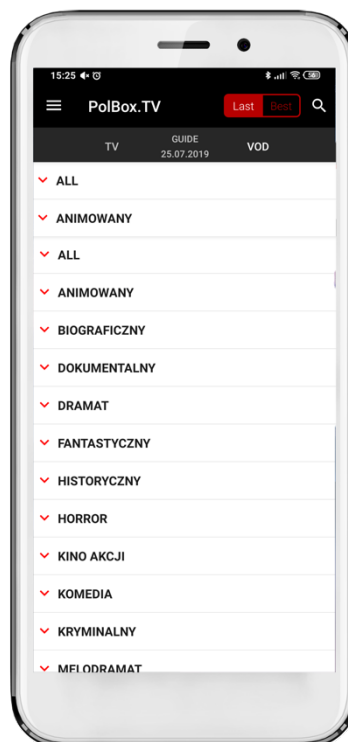 15:25
PolBox.TV
Last Best
TV
GUIDE
25.07.2019
VOD
ALL
ANIMOWANY
ALL
ANIMOWANY
BIOGRAFICZNY
DOKUMENTALNY
DRAMAT
FANTASTYCZNY
HISTORYCZNY
HORROR
KINO AKCJI
KOMEDIA
KRYMINALNY
MELODRAMAT